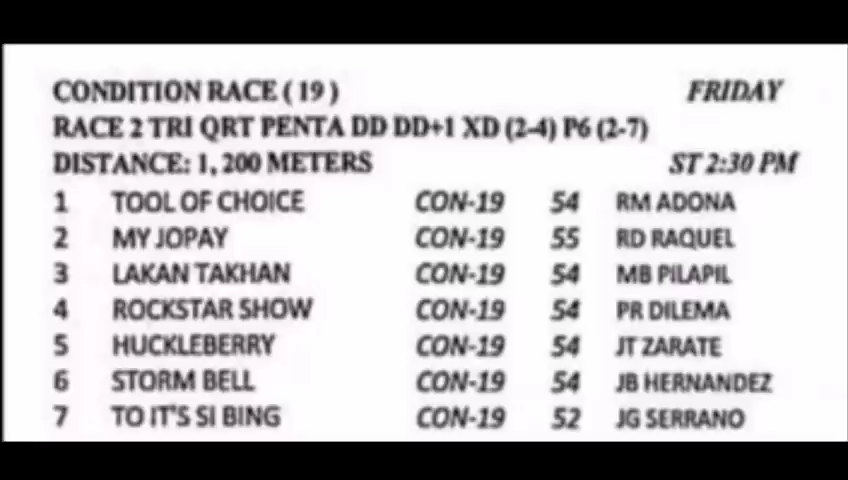 CONDITION RACE ( 19 ) FRIDAY
RACE 2 TRI QRT PENTA DD DD+1 XD (2-4) P6 (2-7)
DISTANCE: 1, 200 METERS ST 2:30 PM
1 TOOL OF CHOICE CON-19 54 RM ADONA
2 MY JOPAY CON-19 55 RD RAQUEL
3 LAKAN TAKHAN CON-19 54 MB PILAPIL
4 ROCKSTAR SHOW CON-19 54 PR DILEMA
5 HUCKLEBERRY CON-19 54 JT ZARATE
6 STORM BELL CON-19 54 JB HERNANDEZ
7 TO IT'S SI BING CON-19 52 JG SERRANO